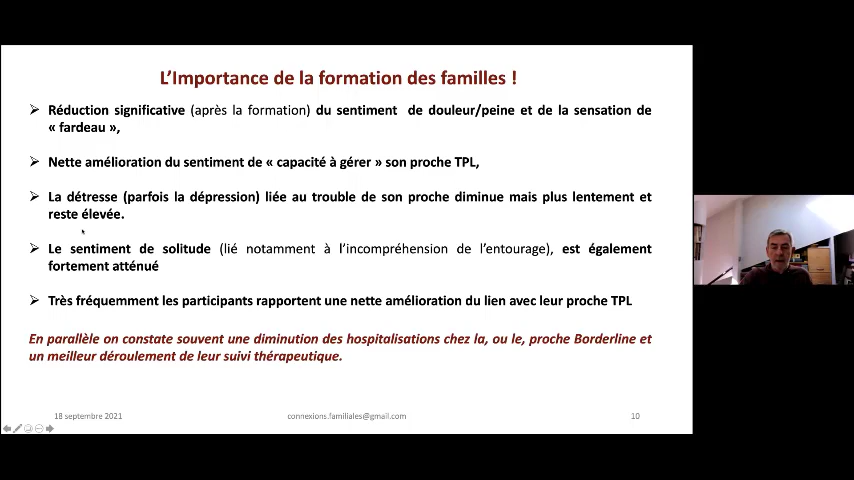 L'Importance de la formation des familles !
Réduction significative (après la formation) du sentiment de douleur/peine et de la sensation de
« fardeau »,
Nette amélioration du sentiment de « capacité à gérer » son proche TPL,
La détresse (parfois la dépression) liée au trouble de son proche diminue mais plus lentement et
reste élevée.
Le sentiment de solitude (lié notamment à l'incompréhension de l'entourage), est également
fortement atténué
Très fréquemment les participants rapportent une nette amélioration du lien avec leur proche TPL
En parallèle on constate souvent une diminution des hospitalisations chez la, ou le, proche Borderline et
un meilleur déroulement de leur suivi thérapeutique.
18 septembre 2021
connexions.familiales@gmail.com
10